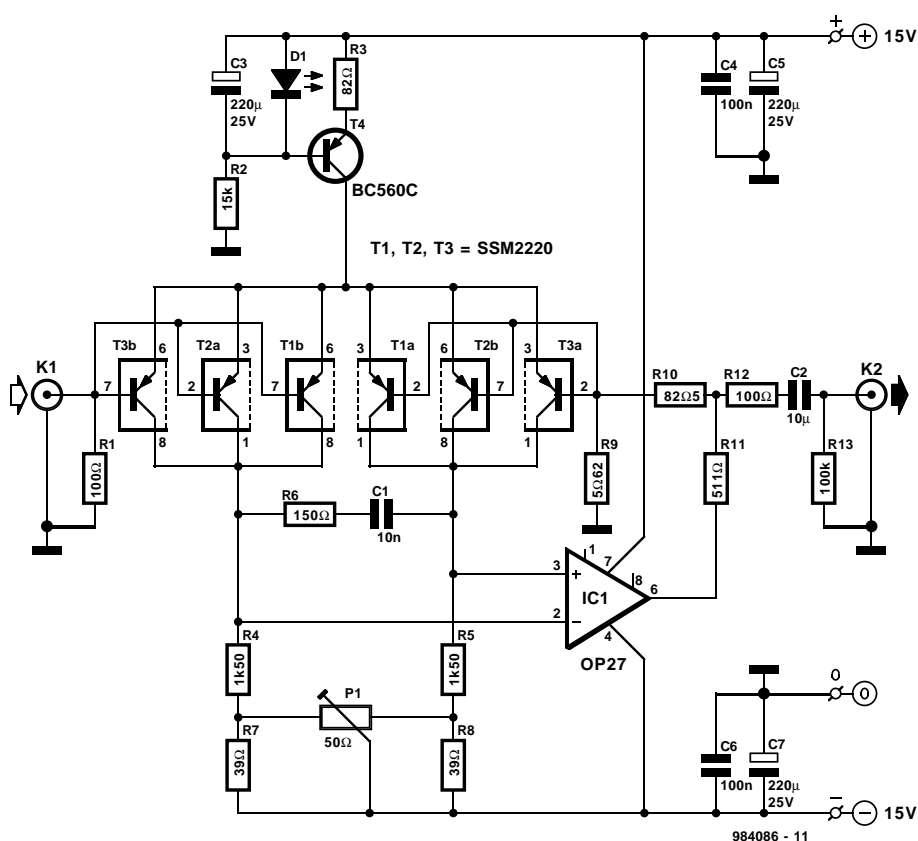 +
15V
C3
220µ
25V
D1
R3
82Ω
T4
BC560C
R2
15k
C4
100n
C5
220µ
25V
T1, T2, T3 = SSM2220
K1
T3b
6
7
8
T2a
3
2
1
T1b
6
7
8
T1a
3
2
1
T2b
6
7
8
T3a
3
2
1
R1
100Ω
R10
82Ω5
R12
100Ω
C2
10µ
K2
R9
5Ω62
R11
511Ω
R13
100k
R6
150Ω
C1
10n
3
+
2
−
1
7
8
6
4
IC1
OP27
R4
1k50
R5
1k50
P1
50Ω
R7
39Ω
R8
39Ω
0
0
C6
100n
C7
220µ
25V
−
15V
984086 - 11